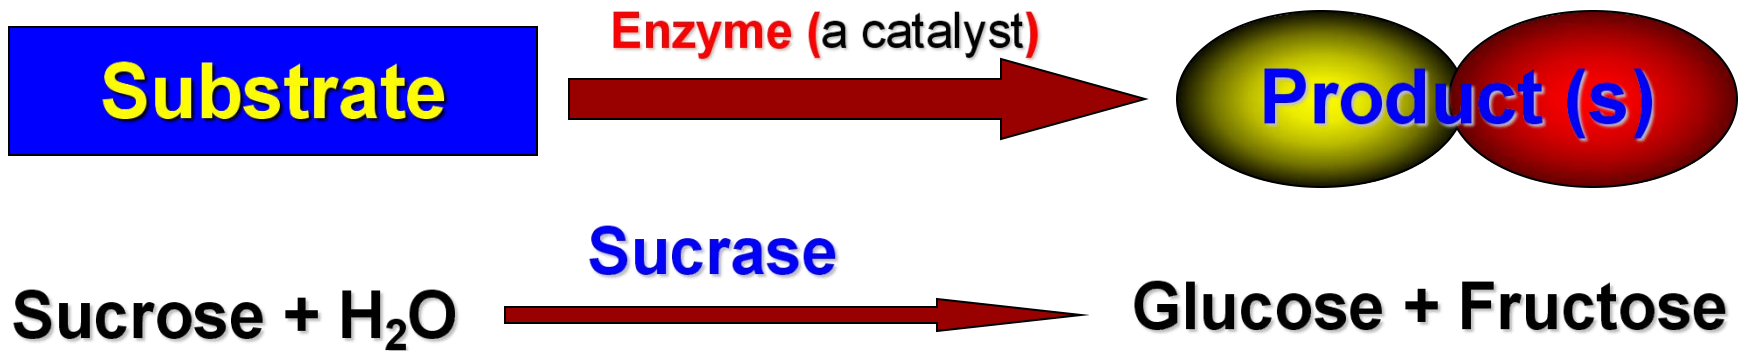 Enzyme (a catalyst)
Substrate
Product (s)
Sucrase
Sucrose + H₂O
Glucose + Fructose